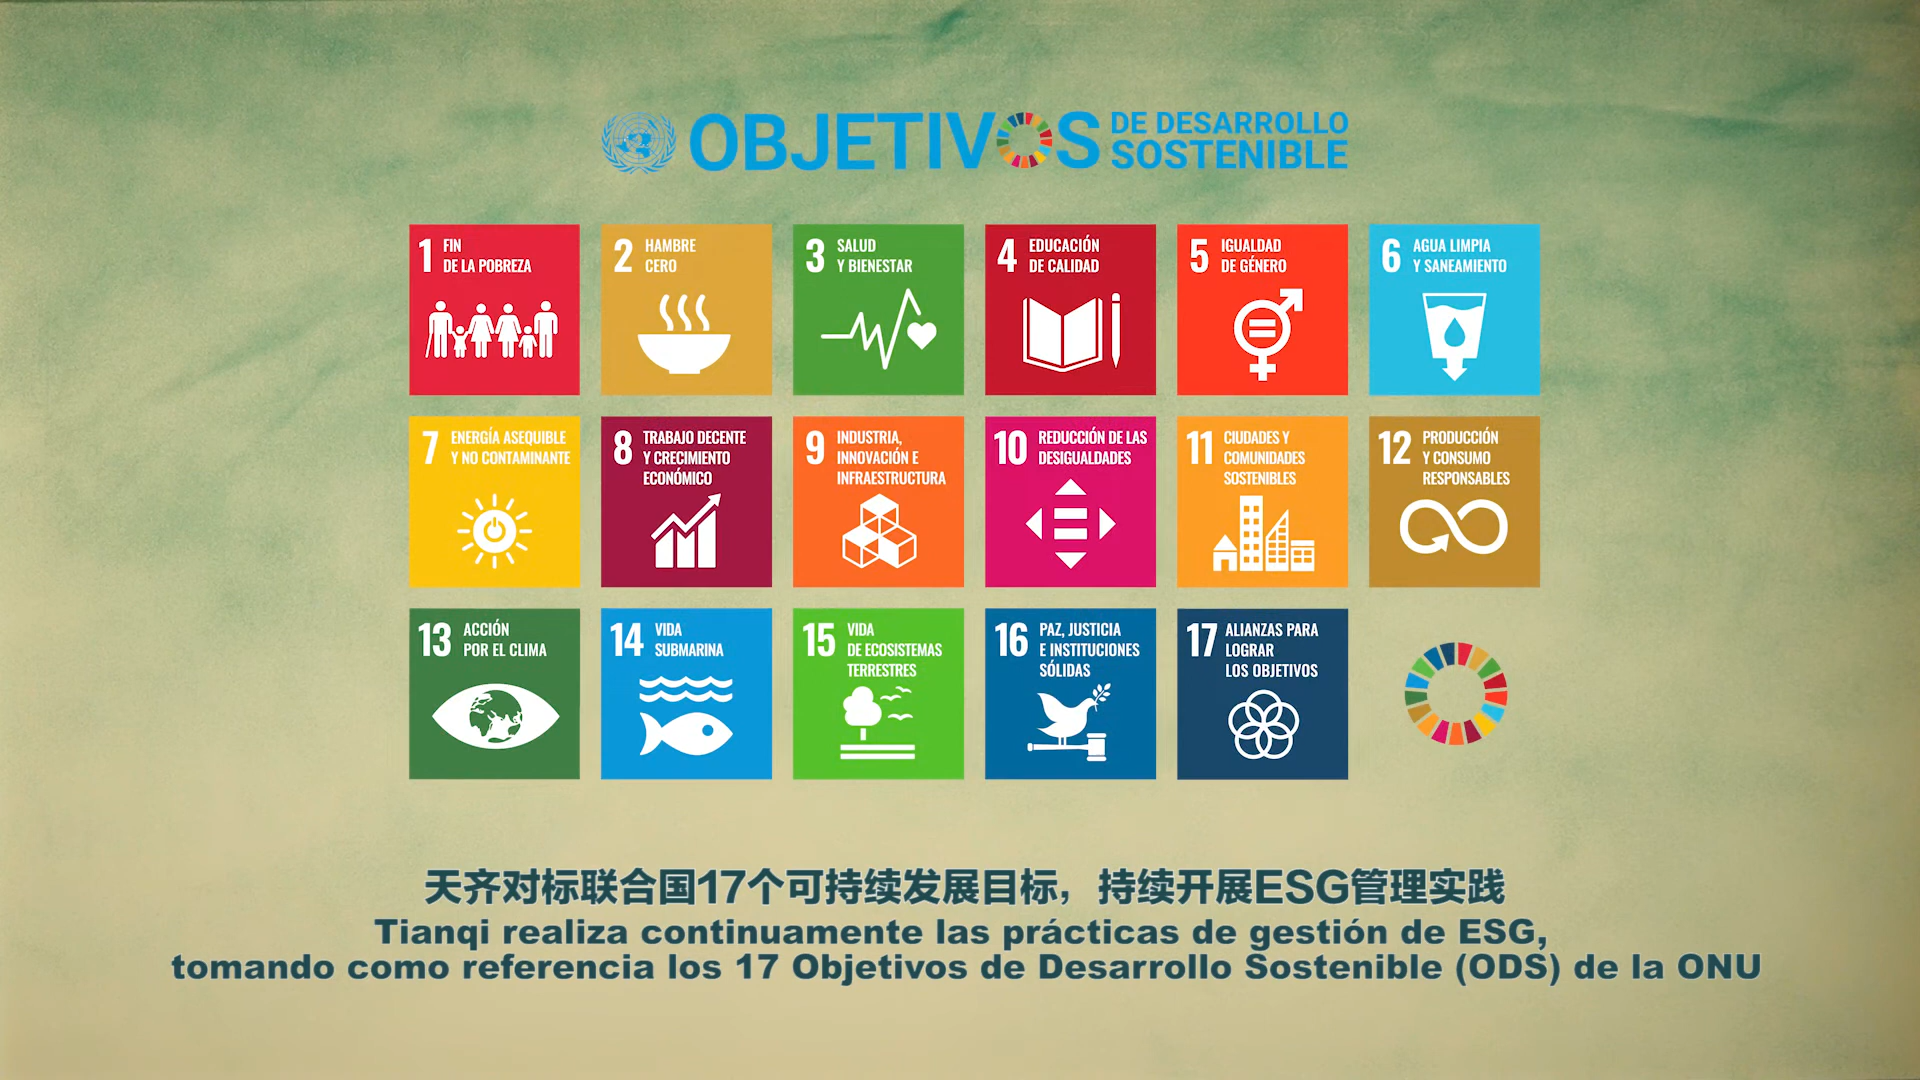 OBJETIVOS DE DESARROLLO
SOSTENIBLE
1 FIN
DE LA POBREZA
2 HAMBRE
CERO
3 SALUD
Y BIENESTAR
4 EDUCACIÓN
DE CALIDAD
5 IGUALDAD
DE GÉNERO
6 AGUA LIMPIA
Y SANEAMIENTO
7 ENERGÍA ASEQUIBLE
Y NO CONTAMINANTE
8 TRABAJO DECENTE
Y CRECIMIENTO
ECONÓMICO
9 INDUSTRIA,
INNOVACIÓN E
INFRAESTRUCTURA
10 REDUCCIÓN DE LAS
DESIGUALDADES
11 CIUDADES Y
COMUNIDADES
SOSTENIBLES
12 PRODUCCIÓN
Y CONSUMO
RESPONSABLES
13 ACCIÓN
POR EL CLIMA
14 VIDA
SUBMARINA
15 VIDA
DE ECOSISTEMAS
TERRESTRES
16 PAZ, JUSTICIA
E INSTITUCIONES
SÓLIDAS
17 ALIANZAS PARA
LOGRAR
LOS OBJETIVOS
天齐对标联合国17个可持续发展目标，持续开展ESG管理实践
Tianqi realiza continuamente las prácticas de gestión de ESG,
tomando como referencia los 17 Objetivos de Desarrollo Sostenible (ODS) de la ONU